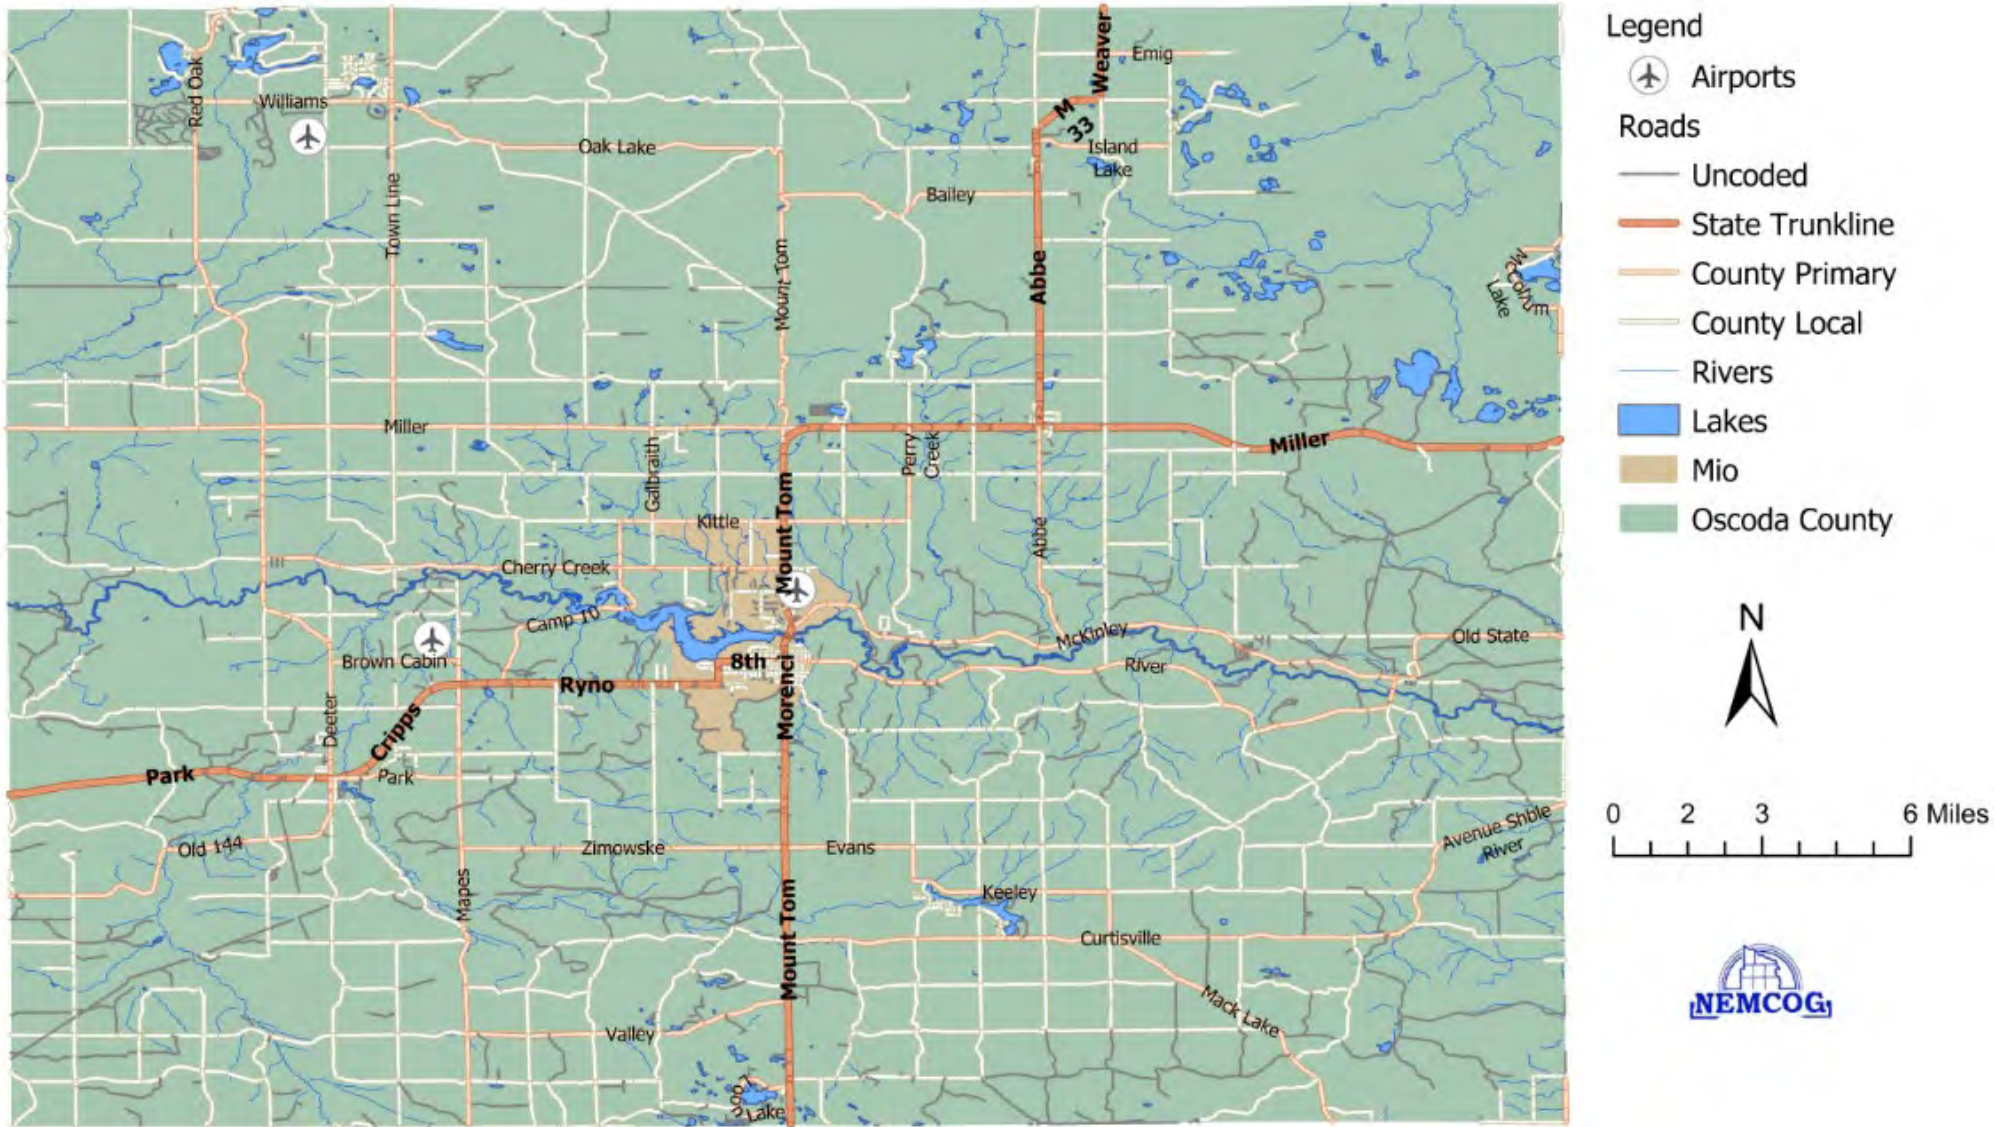 Weaver
Emig
Red Oak
Williams
M
33
Oak Lake
Island
Lake
Town Line
Bailey
Mount Tom
Abbe
McCollum
Lake
Miller
Miller
Galbraith
Perry
Creek
Mount Tom
Kittle
Abbe
Cherry Creek
Camp 10
McKinley
Old State
Brown Cabin
8th
River
Ryno
Morenci
Deeter
Cripps
Park
Park
Old 144
Zimowske
Evans
Avenue Shble
River
Mapes
Keeley
Mount Tom
Curtisville
Mack Lake
Valley
Loon
Lake
Legend
Airports
Roads
Uncoded
State Trunkline
County Primary
County Local
Rivers
Lakes
Mio
Oscoda County
N
0 2 3 6 Miles
NEMCOG